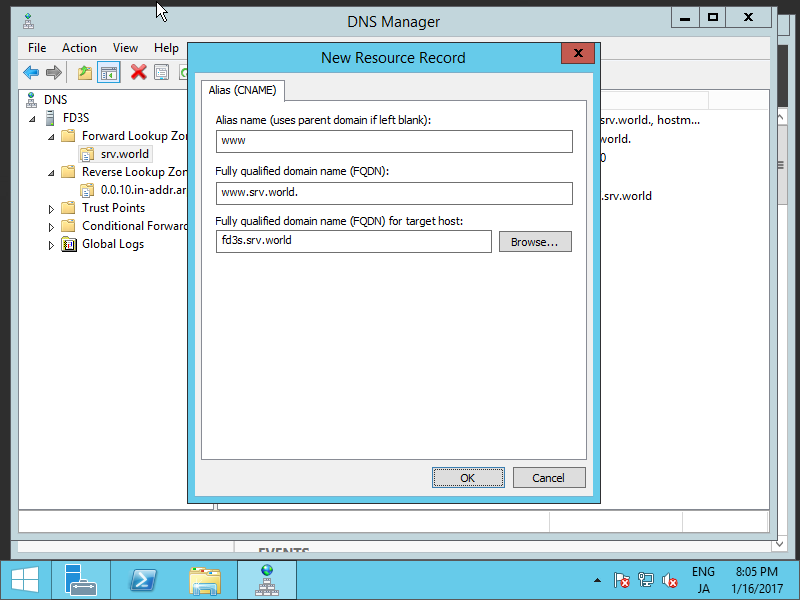 DNS Manager
File Action View Help
New Resource Record
DNS
FD3S
Forward Lookup Zo
srv.world
Reverse Lookup Zon
0.0.10.in-addr.ar
Trust Points
Conditional Forward
Global Logs
Alias (CNAME)
Alias name (uses parent domain if left blank):
www
Fully qualified domain name (FQDN):
www.srv.world.
Fully qualified domain name (FQDN) for target host:
fd3s.srv.world
Browse...
OK Cancel
srv.world., hostm...
world.
0
.srv.world
EVENTS
ENG
JA
8:05 PM
1/16/2017